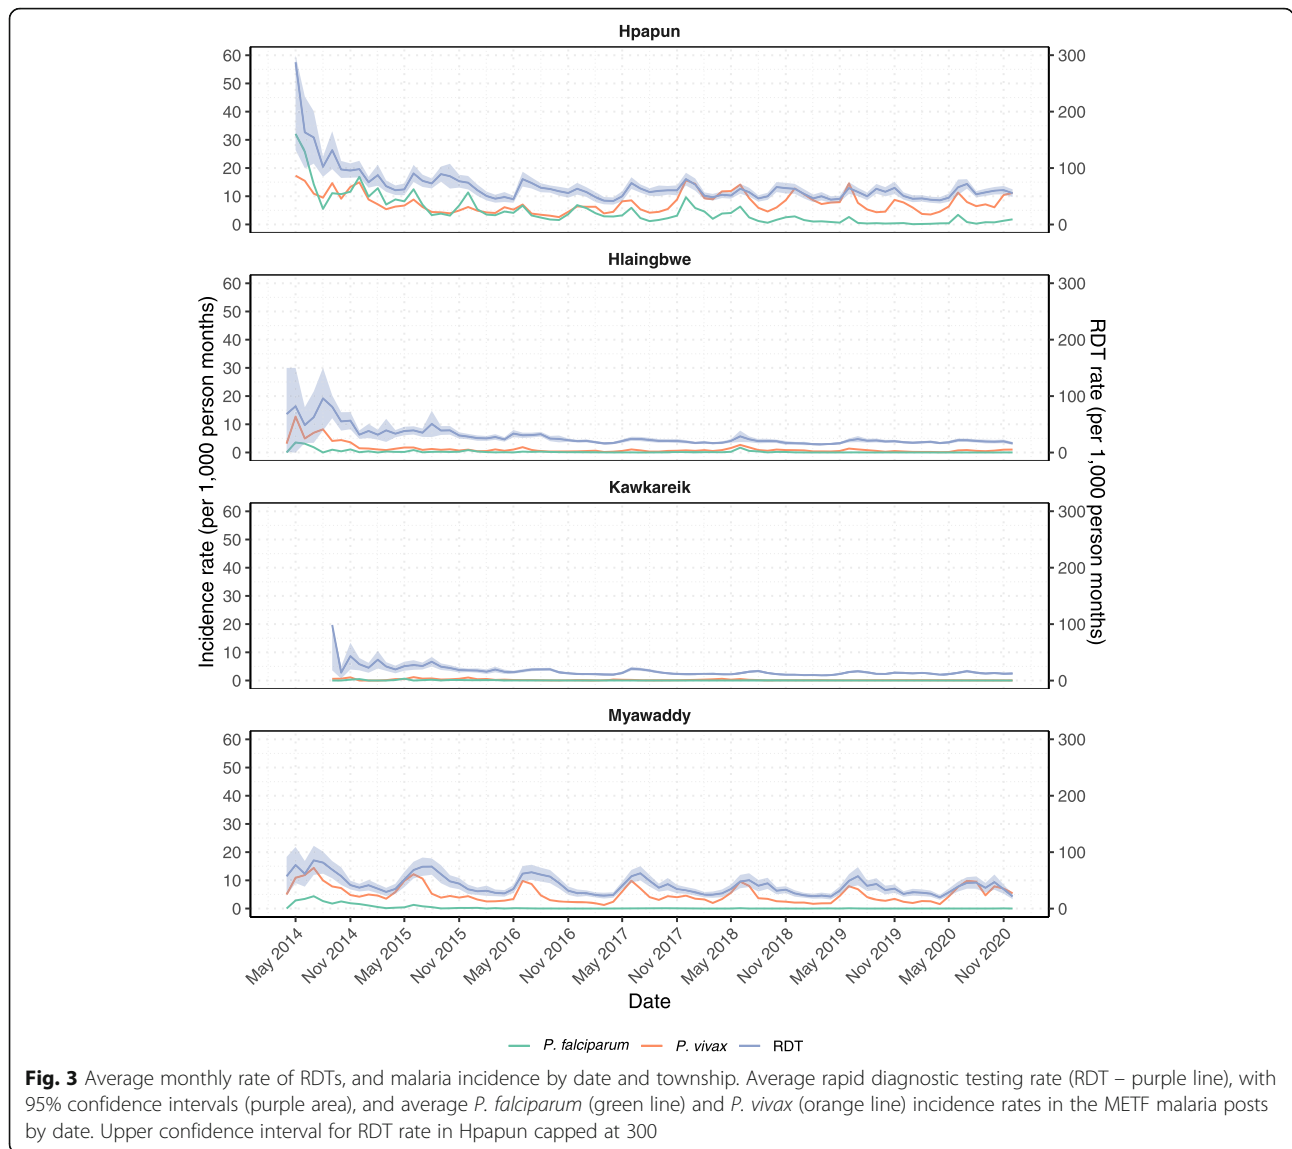 Hpapun
60
50
40
30
20
10
0
300
200
100
0
Hlaingbwe
60
50
40
30
20
10
0
300
200
100
0
Kawkareik
60
50
40
30
20
10
0
300
200
100
0
Myawaddy
60
50
40
30
20
10
0
300
200
100
0
Incidence rate (per 1,000 person months)
RDT rate (per 1,000 person months)
May 2014
Nov 2014
May 2015
Nov 2015
May 2016
Nov 2016
May 2017
Nov 2017
May 2018
Nov 2018
May 2019
Nov 2019
May 2020
Nov 2020
Date
P. falciparum P. vivax RDT
Fig. 3 Average monthly rate of RDTs, and malaria incidence by date and township. Average rapid diagnostic testing rate (RDT – purple line), with
95% confidence intervals (purple area), and average P. falciparum (green line) and P. vivax (orange line) incidence rates in the METF malaria posts
by date. Upper confidence interval for RDT rate in Hpapun capped at 300